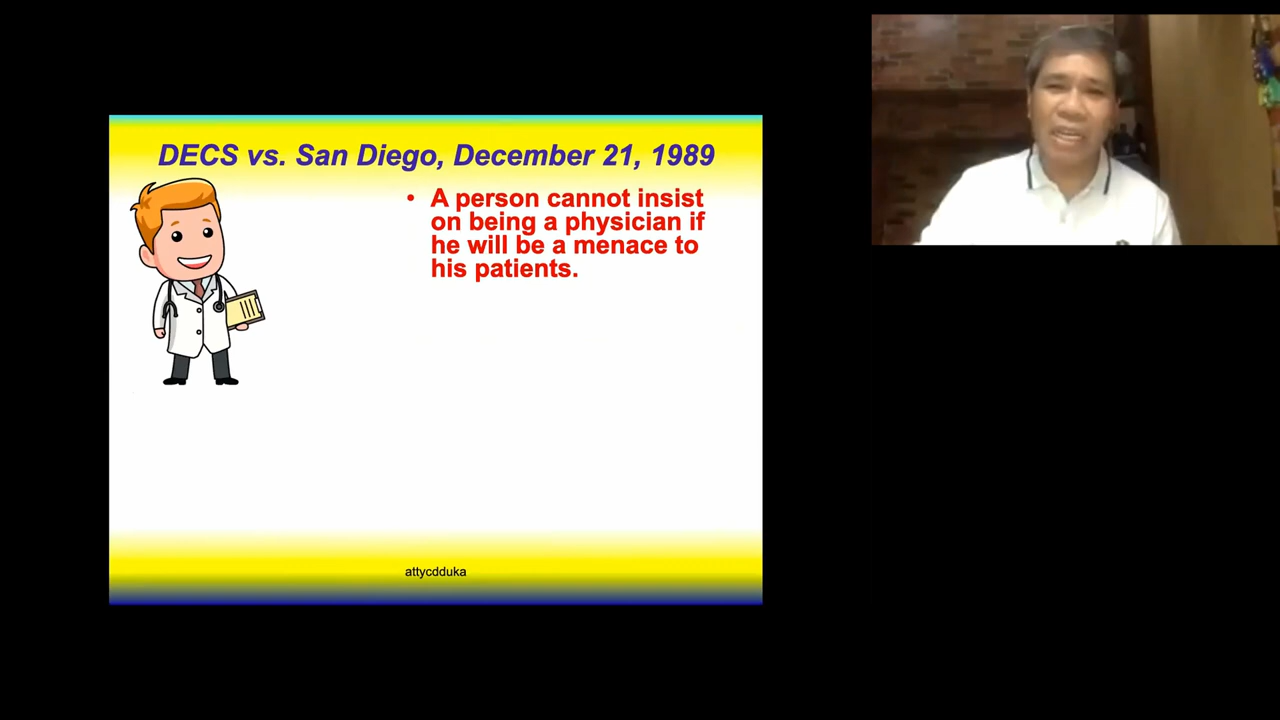 DECS vs. San Diego, December 21, 1989
• A person cannot insist
on being a physician if
he will be a menace to
his patients.
attycdduka